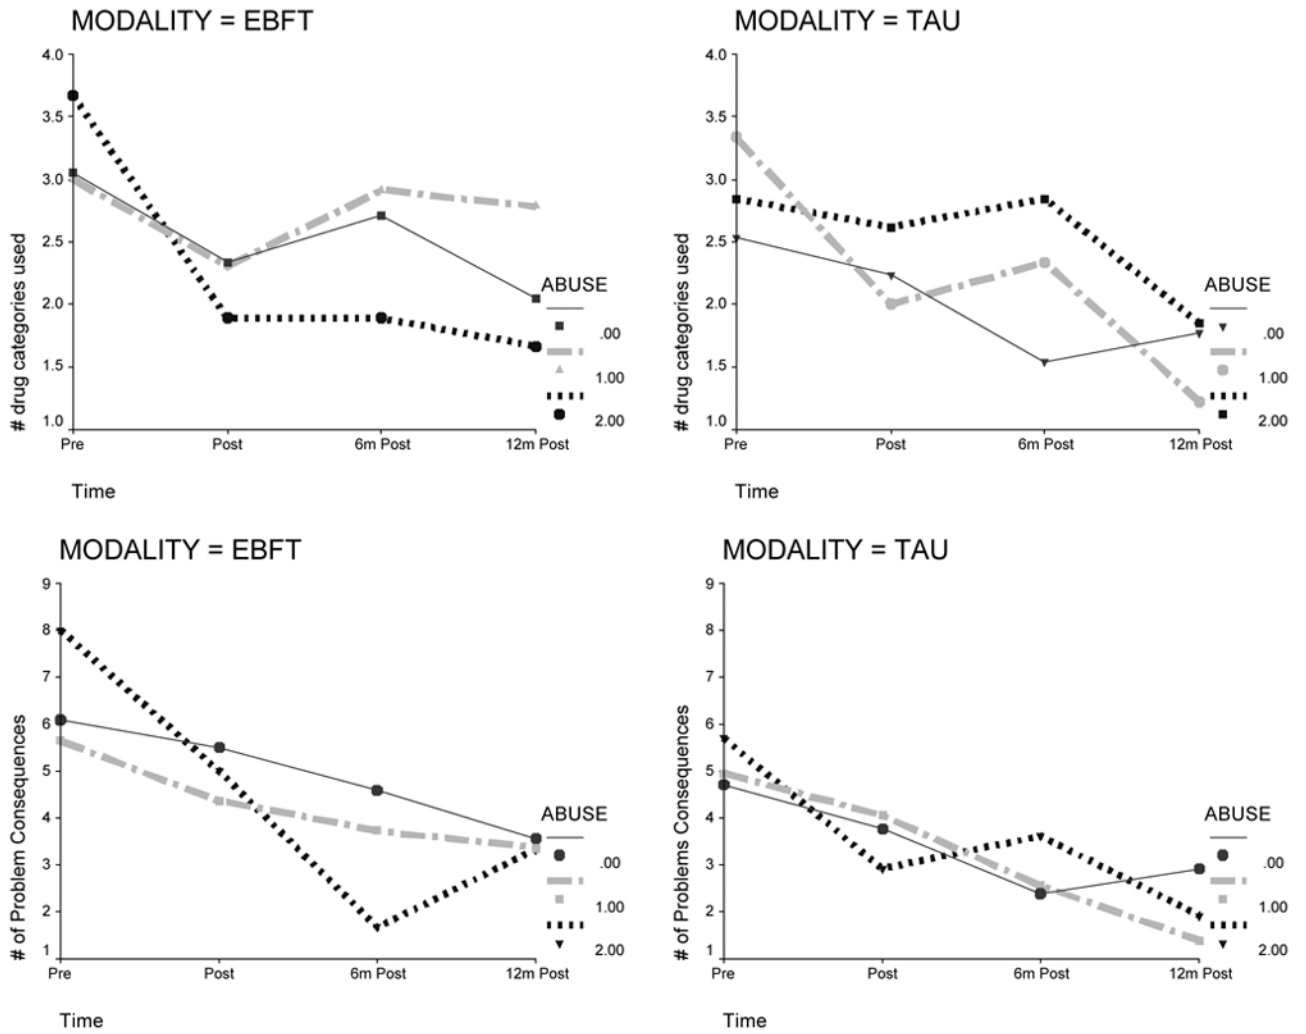 MODALITY = EBFT
# drug categories used
4.0
3.5
3.0
2.5
2.0
1.5
1.0
Pre
Post
6m Post
12m Post
Time
ABUSE
.00
1.00
2.00
MODALITY = TAU
# drug categories used
4.0
3.5
3.0
2.5
2.0
1.5
1.0
Pre
Post
6m Post
12m Post
Time
ABUSE
.00
1.00
2.00
MODALITY = EBFT
# of Problem Consequences
9
8
7
6
5
4
3
2
1
Pre
Post
6m Post
12m Post
Time
ABUSE
.00
1.00
2.00
MODALITY = TAU
# of Problems Consequences
9
8
7
6
5
4
3
2
1
Pre
Post
6m Post
12m Post
Time
ABUSE
.00
1.00
2.00